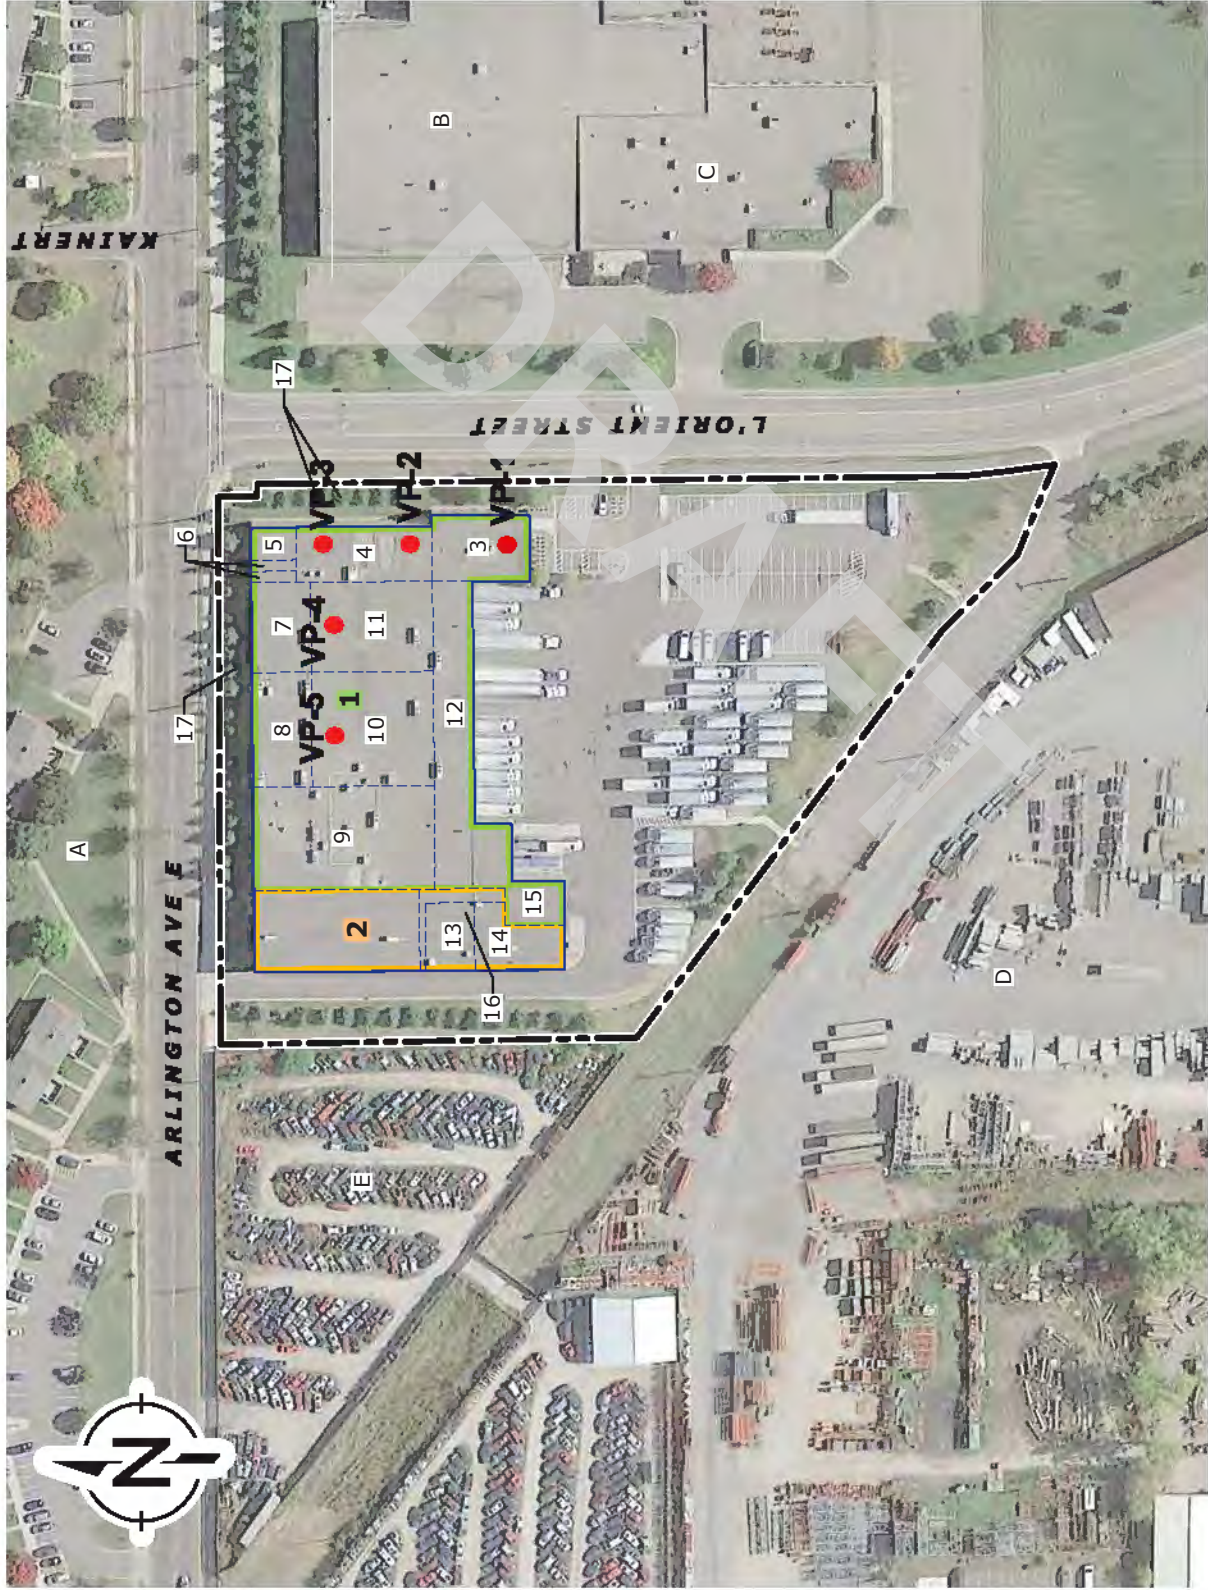 KAINERT
B
C
17
L'ORIENT STREET
VP-3
VP-2
VP-1
6
5
4
3
7
VP-4
11
17
8
VP-5
1
10
12
9
A
ARLINGTON AVE E
2
13
14
15
16
D
E
N
DRAFT